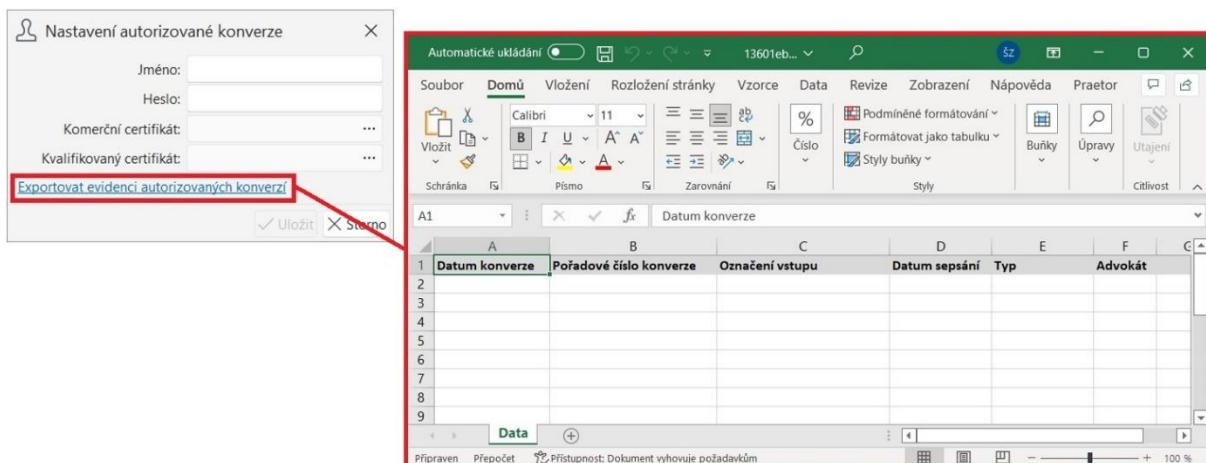 Nastavení autorizované konverze
Jméno:
Heslo:
Komerční certifikát: ...
Kvalifikovaný certifikát: ...
Exportovat evidenci autorizovaných konverzí
Uložit Storno
Automatické ukládání 13601eb... šz
Soubor Domů Vložení Rozložení stránky Vzorce Data Revize Zobrazení Nápověda Praetor
Vložit Calibri 11 B I U A A A % Číslo Podmíněné formátování Buňky Úpravy Utajení
Formátovat jako tabulku
Styly buňky
Schránka Písmo Zarovnání Styly Citlivost
A1 fx Datum konverze
A B C D E F G
1 Datum konverze Pořadové číslo konverze Označení vstupu Datum sepsání Typ Advokát
2
3
4
5
6
7
8
9
Data
Připraven Přepočet Přístupnost: Dokument vyhovuje požadavkům 100 %